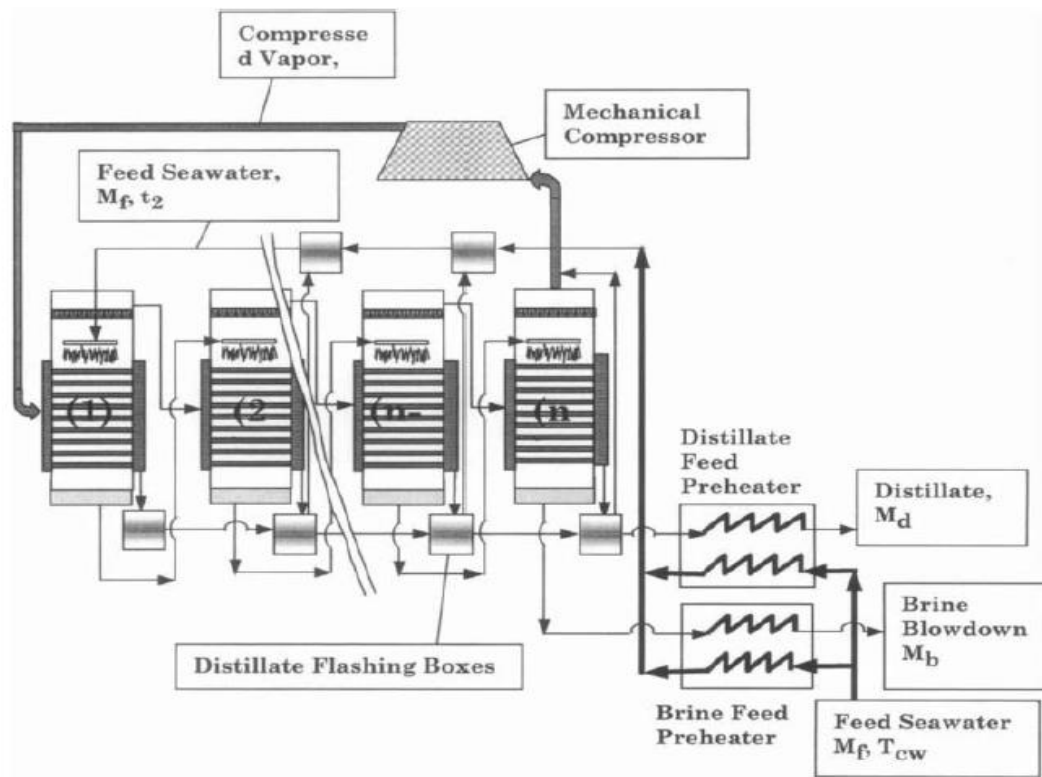 Compresse
d Vapor,
Mechanical
Compressor
Feed Seawater,
Mf, t2
(1)
(2
(n-
(n
Distillate
Feed
Preheater
Distillate,
Md
Brine
Blowdown
Mb
Distillate Flashing Boxes
Brine Feed
Preheater
Feed Seawater
Mf, Tcw